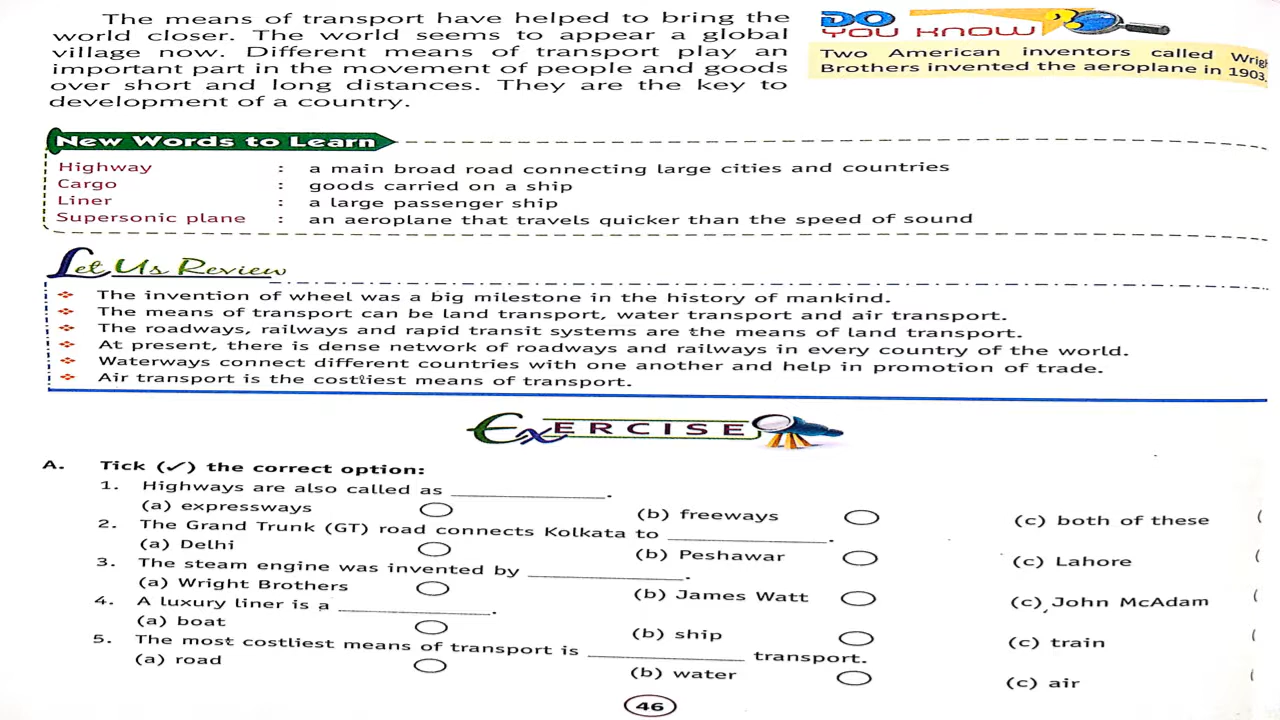 The means of transport have helped to bring the
world closer. The world seems to appear a global
village now. Different means of transport play an
important part in the movement of people and goods
over short and long distances. They are the key to
development of a country.
DO
YOU KNOW
Two American inventors called Wrigh
Brothers invented the aeroplane in 1903.
New Words to Learn
Highway : a main broad road connecting large cities and countries
Cargo : goods carried on a ship
Liner : a large passenger ship
Supersonic plane : an aeroplane that travels quicker than the speed of sound
Let Us Review
❖ The invention of wheel was a big milestone in the history of mankind.
❖ The means of transport can be land transport, water transport and air transport.
❖ The roadways, railways and rapid transit systems are the means of land transport.
❖ At present, there is dense network of roadways and railways in every country of the world.
❖ Waterways connect different countries with one another and help in promotion of trade.
❖ Air transport is the costliest means of transport.
EXERCISE
A. Tick (✓) the correct option:
1. Highways are also called as ____________.
(a) expressways (b) freeways (c) both of these
2. The Grand Trunk (GT) road connects Kolkata to ____________.
(a) Delhi (b) Peshawar (c) Lahore
3. The steam engine was invented by ____________.
(a) Wright Brothers (b) James Watt (c) John McAdam
4. A luxury liner is a ____________.
(a) boat (b) ship (c) train
5. The most costliest means of transport is ____________ transport.
(a) road (b) water (c) air
46